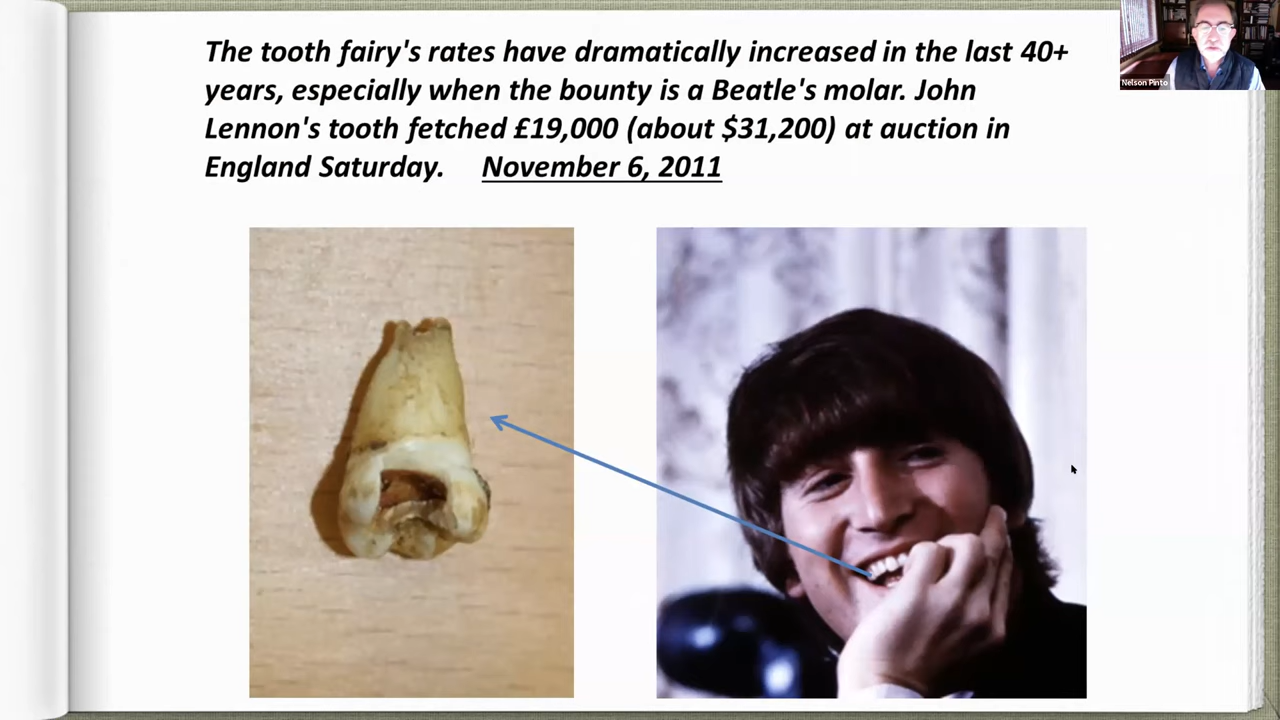 The tooth fairy's rates have dramatically increased in the last 40+
years, especially when the bounty is a Beatle's molar. John
Lennon's tooth fetched £19,000 (about $31,200) at auction in
England Saturday. November 6, 2011
Nelson Pinto